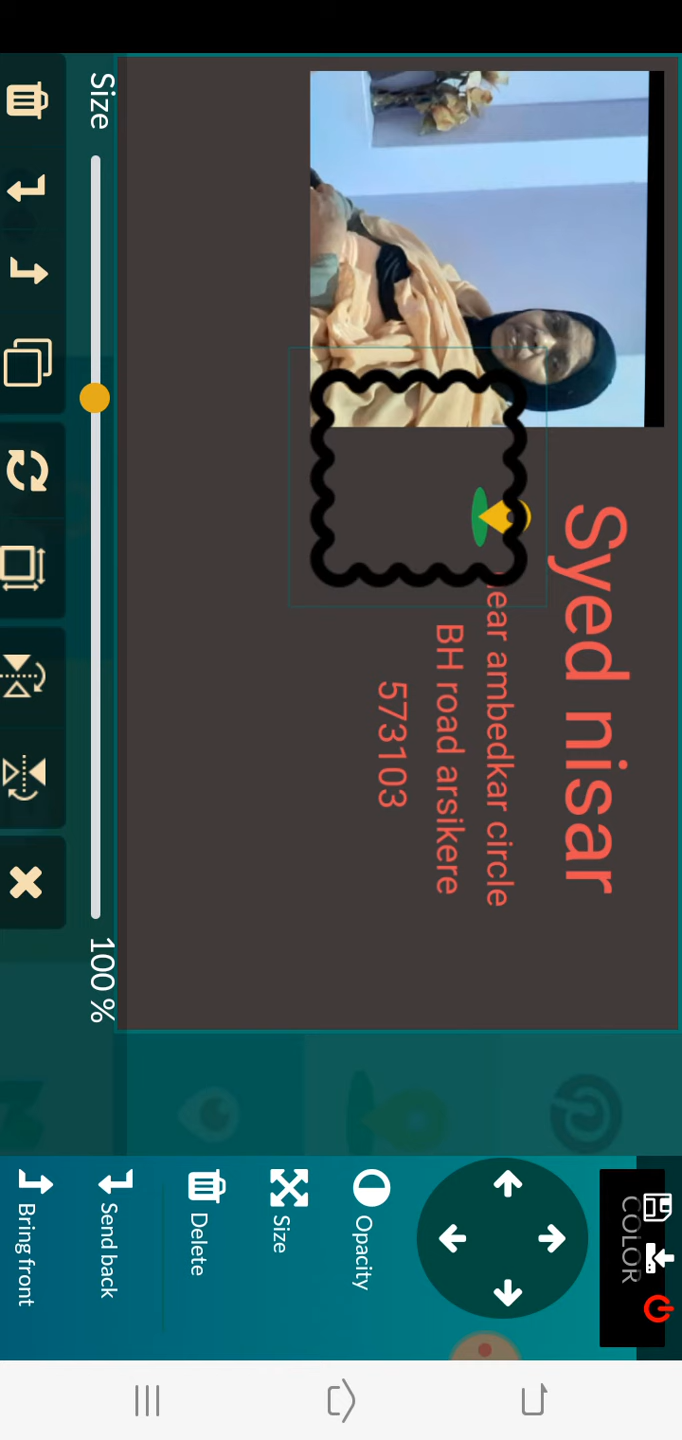 Syed nisar
ear ambedkar circle
BH road arsikere
573103
Size
100 %
COLOR
Opacity
Size
Delete
Send back
Bring front